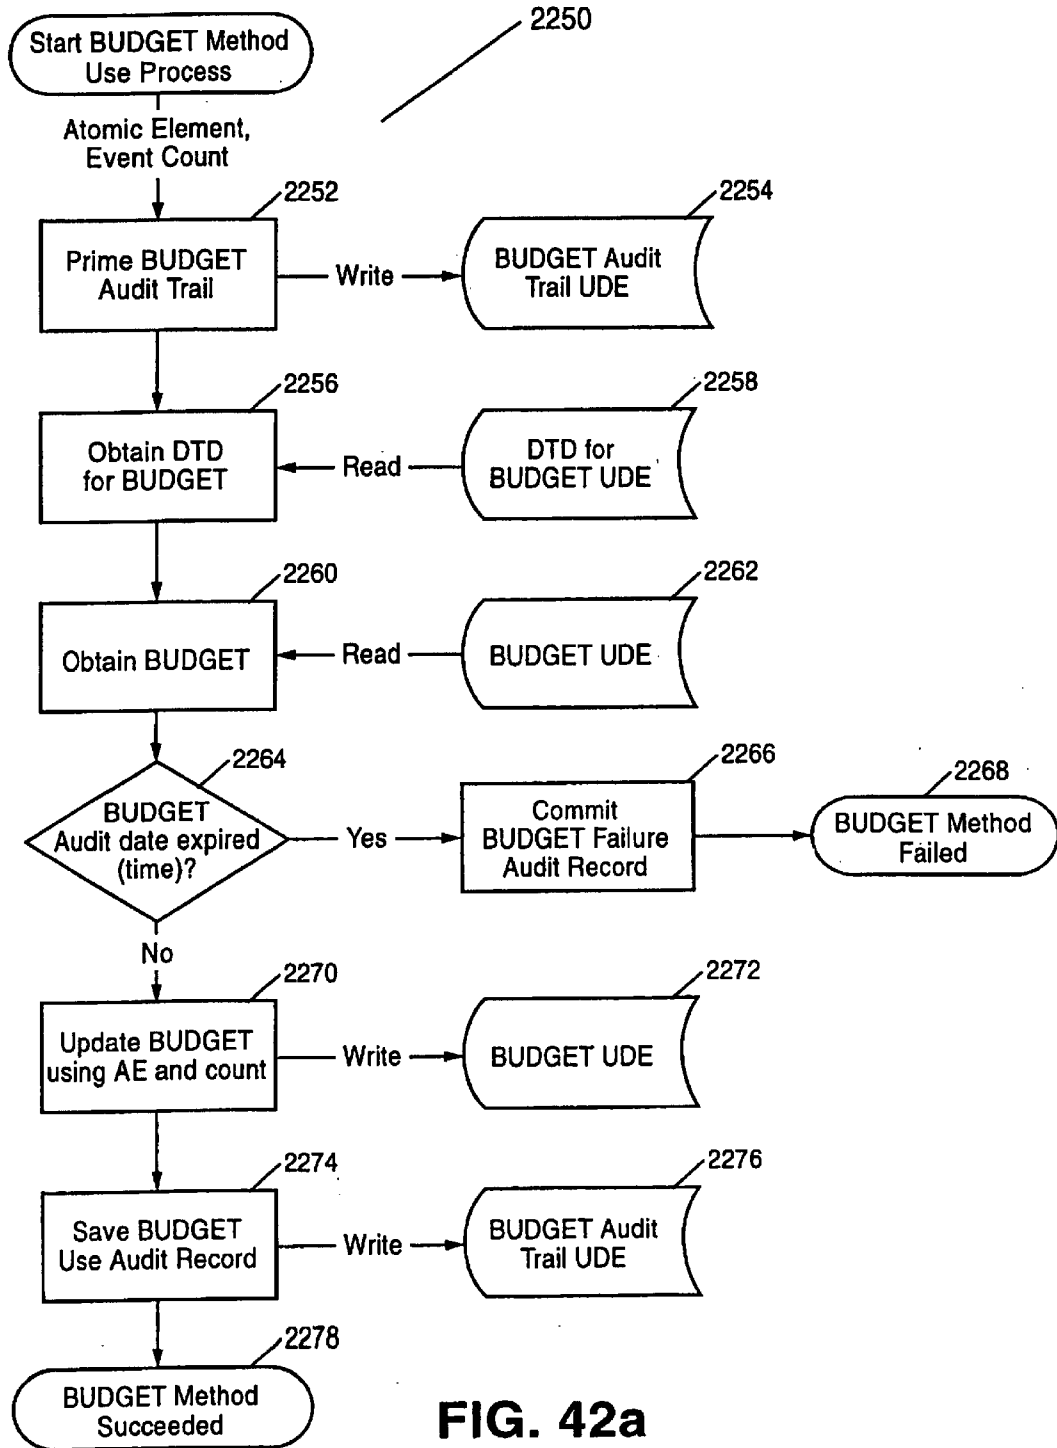 2250
Start BUDGET Method
Use Process
Atomic Element,
Event Count
2252
2254
Prime BUDGET
Audit Trail
Write
BUDGET Audit
Trail UDE
2256
2258
Obtain DTD
for BUDGET
Read
DTD for
BUDGET UDE
2260
2262
Obtain BUDGET
Read
BUDGET UDE
2264
2266
2268
BUDGET
Audit date expired
(time)?
Yes
Commit
BUDGET Failure
Audit Record
BUDGET Method
Failed
No
2270
2272
Update BUDGET
using AE and count
Write
BUDGET UDE
2274
2276
Save BUDGET
Use Audit Record
Write
BUDGET Audit
Trail UDE
2278
BUDGET Method
Succeeded
FIG. 42a